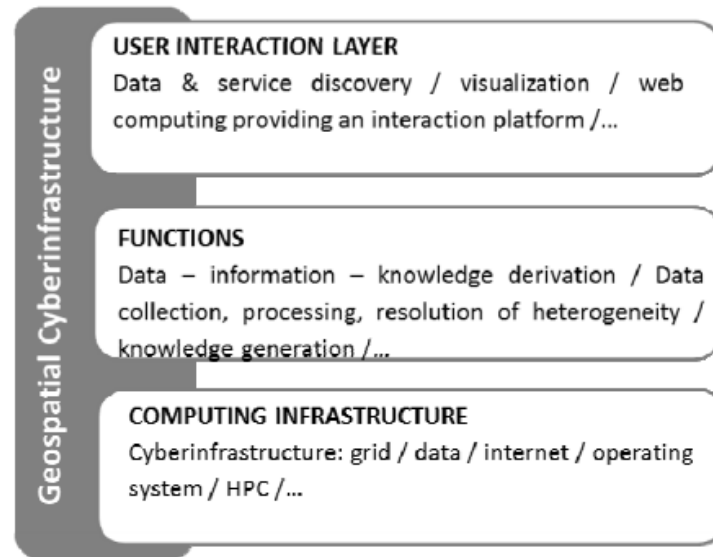 Geospatial Cyberinfrastructure
USER INTERACTION LAYER
Data & service discovery / visualization / web
computing providing an interaction platform /...
FUNCTIONS
Data – information – knowledge derivation / Data
collection, processing, resolution of heterogeneity /
knowledge generation /...
COMPUTING INFRASTRUCTURE
Cyberinfrastructure: grid / data / internet / operating
system / HPC /...